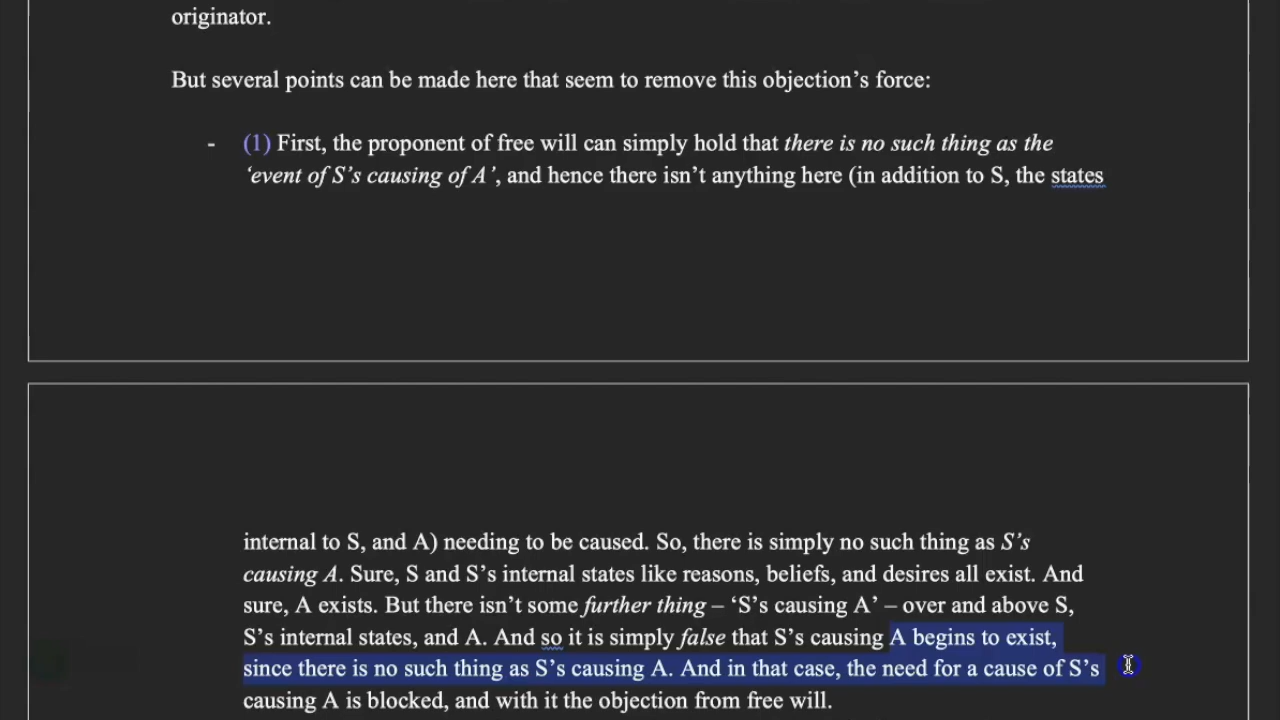 originator.
But several points can be made here that seem to remove this objection’s force:
- (1) First, the proponent of free will can simply hold that there is no such thing as the
‘event of S’s causing of A’, and hence there isn’t anything here (in addition to S, the states
internal to S, and A) needing to be caused. So, there is simply no such thing as S’s
causing A. Sure, S and S’s internal states like reasons, beliefs, and desires all exist. And
sure, A exists. But there isn’t some further thing – ‘S’s causing A’ – over and above S,
S’s internal states, and A. And so it is simply false that S’s causing A begins to exist,
since there is no such thing as S’s causing A. And in that case, the need for a cause of S’s
causing A is blocked, and with it the objection from free will.